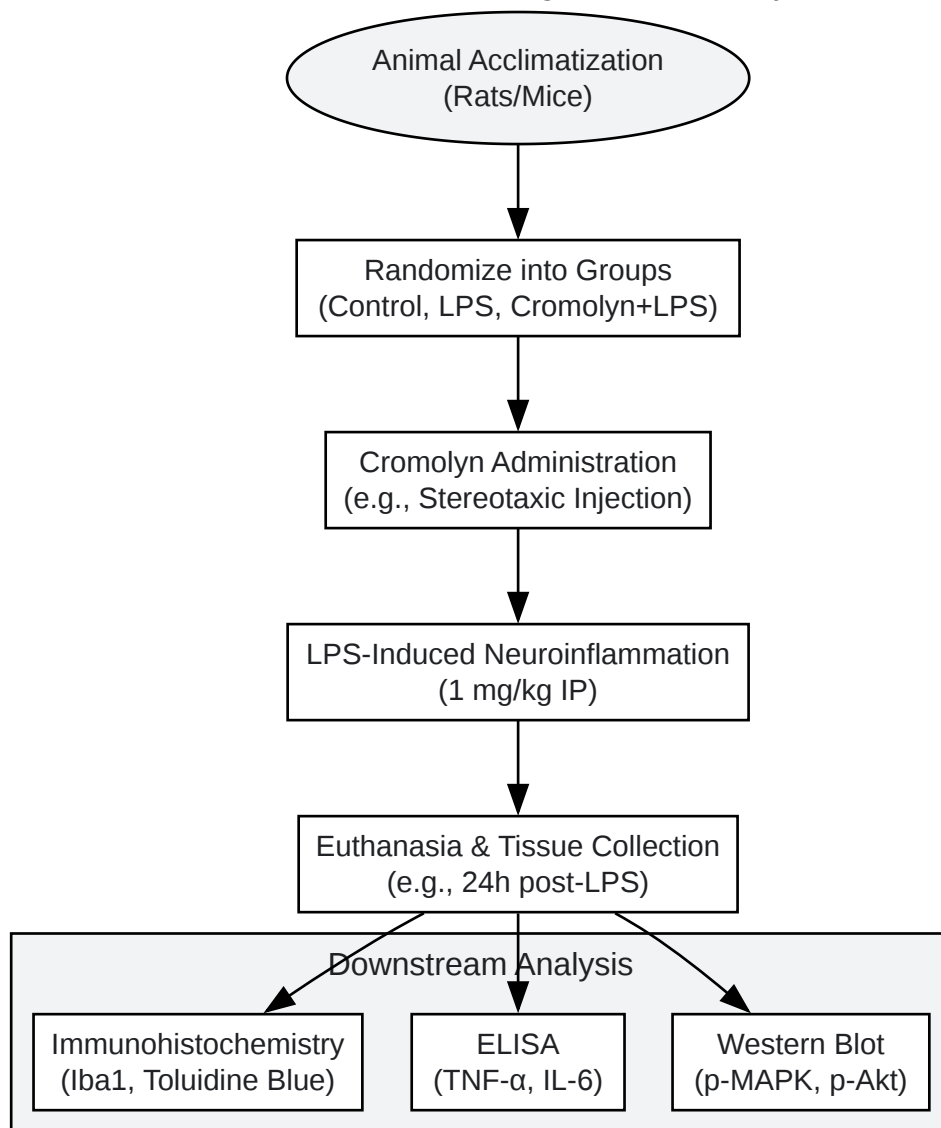 Animal Acclimatization
(Rats/Mice)
Randomize into Groups
(Control, LPS, Cromolyn+LPS)
Cromolyn Administration
(e.g., Stereotaxic Injection)
LPS-Induced Neuroinflammation
(1 mg/kg IP)
Euthanasia & Tissue Collection
(e.g., 24h post-LPS)
Downstream Analysis
Immunohistochemistry
(Iba1, Toluidine Blue)
ELISA
(TNF-α, IL-6)
Western Blot
(p-MAPK, p-Akt)